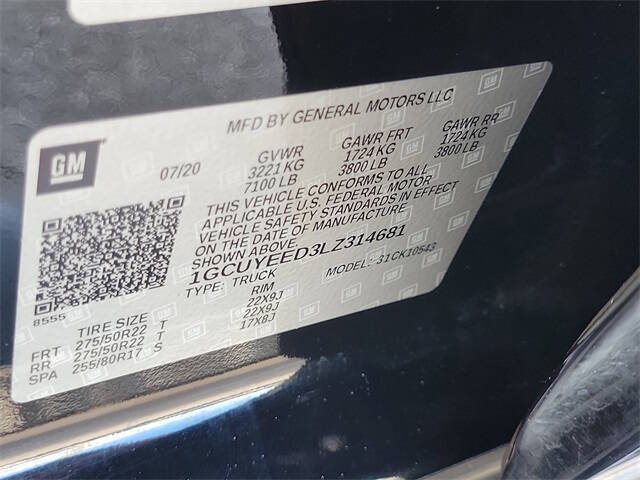 MFD BY GENERAL MOTORS LLC
GM
07/20
GVWR GAWR FRT GAWR RR
3221 KG 1724 KG 1724 KG
7100 LB 3800 LB 3800 LB
THIS VEHICLE CONFORMS TO ALL
APPLICABLE U.S. FEDERAL MOTOR
VEHICLE SAFETY STANDARDS IN EFFECT
ON THE DATE OF MANUFACTURE
SHOWN ABOVE.
1GCUYEED3LZ314681
TYPE: TRUCK MODEL: 31CK10543
8555
TIRE SIZE RIM
FRT 275/50R22 T 22X9J
RR 275/50R22 T 22X9J
SPA 255/80R17 S 17X8J